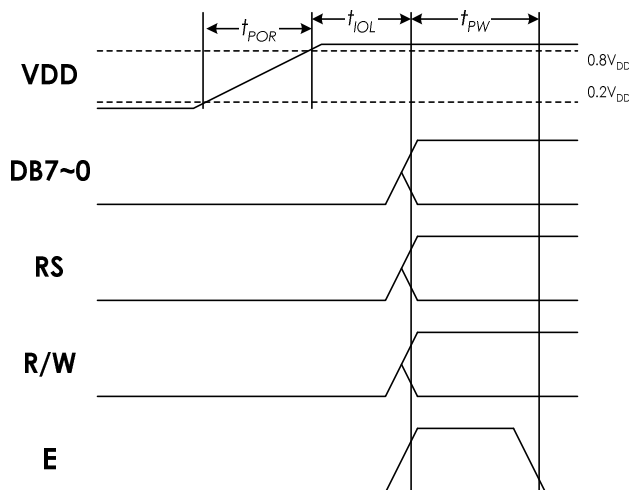 tPOR
tIOL
tPW
VDD
0.8VDD
0.2VDD
DB7~0
RS
R/W
E